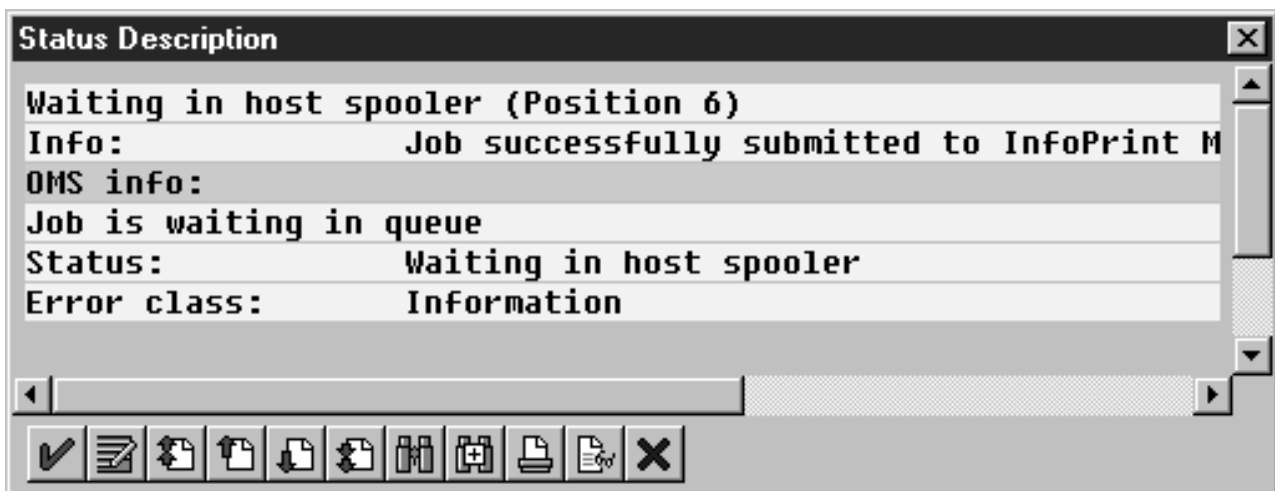 Status Description
Waiting in host spooler (Position 6)
Info: Job successfully submitted to InfoPrint M
OMS info:
Job is waiting in queue
Status: Waiting in host spooler
Error class: Information